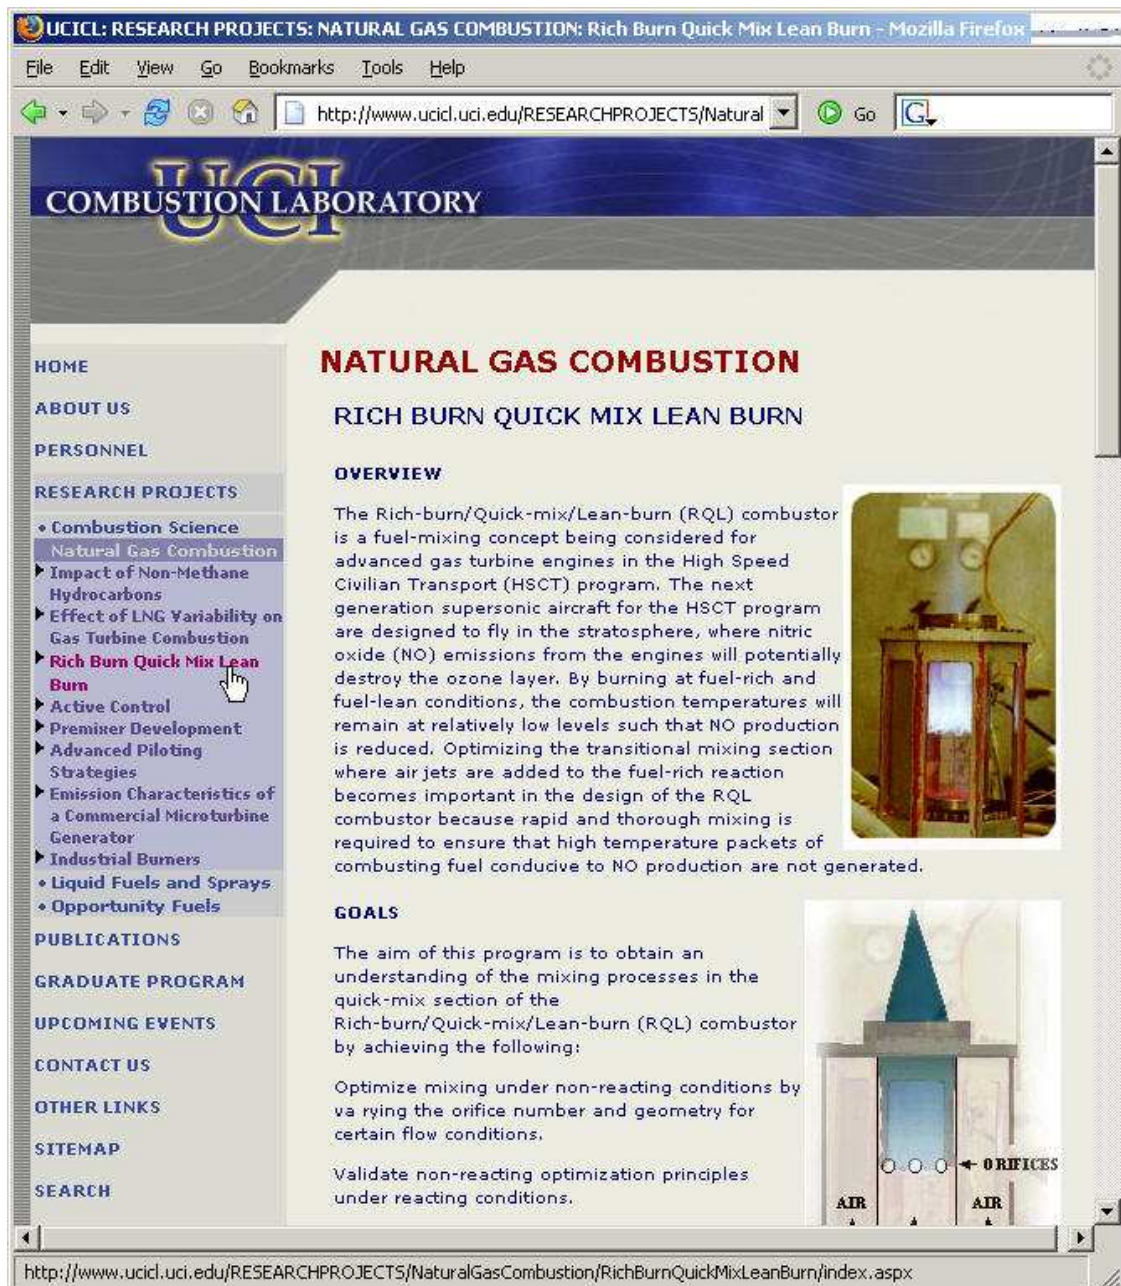 UCICL: RESEARCH PROJECTS: NATURAL GAS COMBUSTION: Rich Burn Quick Mix Lean Burn - Mozilla Firefox
File Edit View Go Bookmarks Tools Help
http://www.ucicl.uci.edu/RESEARCHPROJECTS/Natural Go G
UCI
COMBUSTION LABORATORY
HOME
ABOUT US
PERSONNEL
RESEARCH PROJECTS
• Combustion Science
Natural Gas Combustion
Impact of Non-Methane
Hydrocarbons
Effect of LNG Variability on
Gas Turbine Combustion
Rich Burn Quick Mix Lean
Burn
Active Control
Premixer Development
Advanced Piloting
Strategies
Emission Characteristics of
a Commercial Microturbine
Generator
Industrial Burners
• Liquid Fuels and Sprays
• Opportunity Fuels
PUBLICATIONS
GRADUATE PROGRAM
UPCOMING EVENTS
CONTACT US
OTHER LINKS
SITEMAP
SEARCH
NATURAL GAS COMBUSTION
RICH BURN QUICK MIX LEAN BURN
OVERVIEW
The Rich-burn/Quick-mix/Lean-burn (RQL) combustor
is a fuel-mixing concept being considered for
advanced gas turbine engines in the High Speed
Civilian Transport (HSCT) program. The next
generation supersonic aircraft for the HSCT program
are designed to fly in the stratosphere, where nitric
oxide (NO) emissions from the engines will potentially
destroy the ozone layer. By burning at fuel-rich and
fuel-lean conditions, the combustion temperatures will
remain at relatively low levels such that NO production
is reduced. Optimizing the transitional mixing section
where air jets are added to the fuel-rich reaction
becomes important in the design of the RQL
combustor because rapid and thorough mixing is
required to ensure that high temperature packets of
combusting fuel conducive to NO production are not generated.
GOALS
The aim of this program is to obtain an
understanding of the mixing processes in the
quick-mix section of the
Rich-burn/Quick-mix/Lean-burn (RQL) combustor
by achieving the following:
Optimize mixing under non-reacting conditions by
va rying the orifice number and geometry for
certain flow conditions.
Validate non-reacting optimization principles
under reacting conditions.
ORIFICES
AIR AIR
http://www.ucicl.uci.edu/RESEARCHPROJECTS/NaturalGasCombustion/RichBurnQuickMixLeanBurn/index.aspx